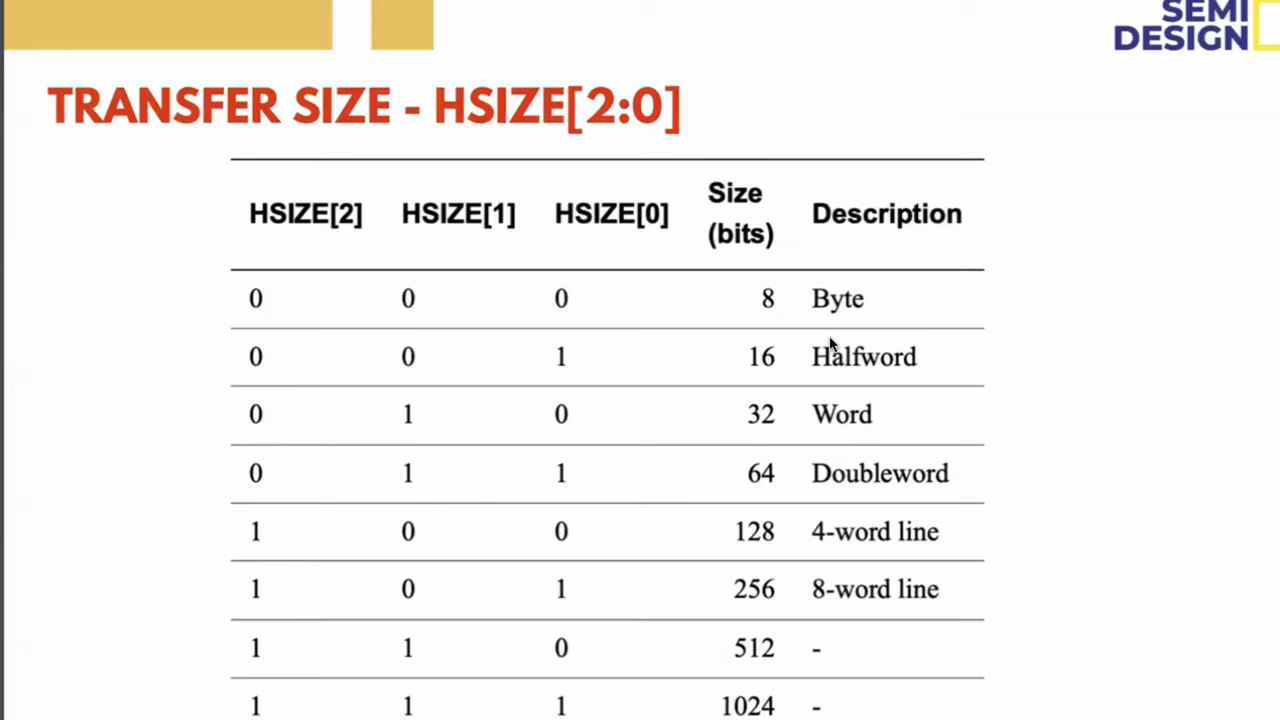 SEMI
DESIGN
TRANSFER SIZE - HSIZE[2:0]
HSIZE[2] HSIZE[1] HSIZE[0] Size (bits) Description
0 0 0 8 Byte
0 0 1 16 Halfword
0 1 0 32 Word
0 1 1 64 Doubleword
1 0 0 128 4-word line
1 0 1 256 8-word line
1 1 0 512 -
1 1 1 1024 -